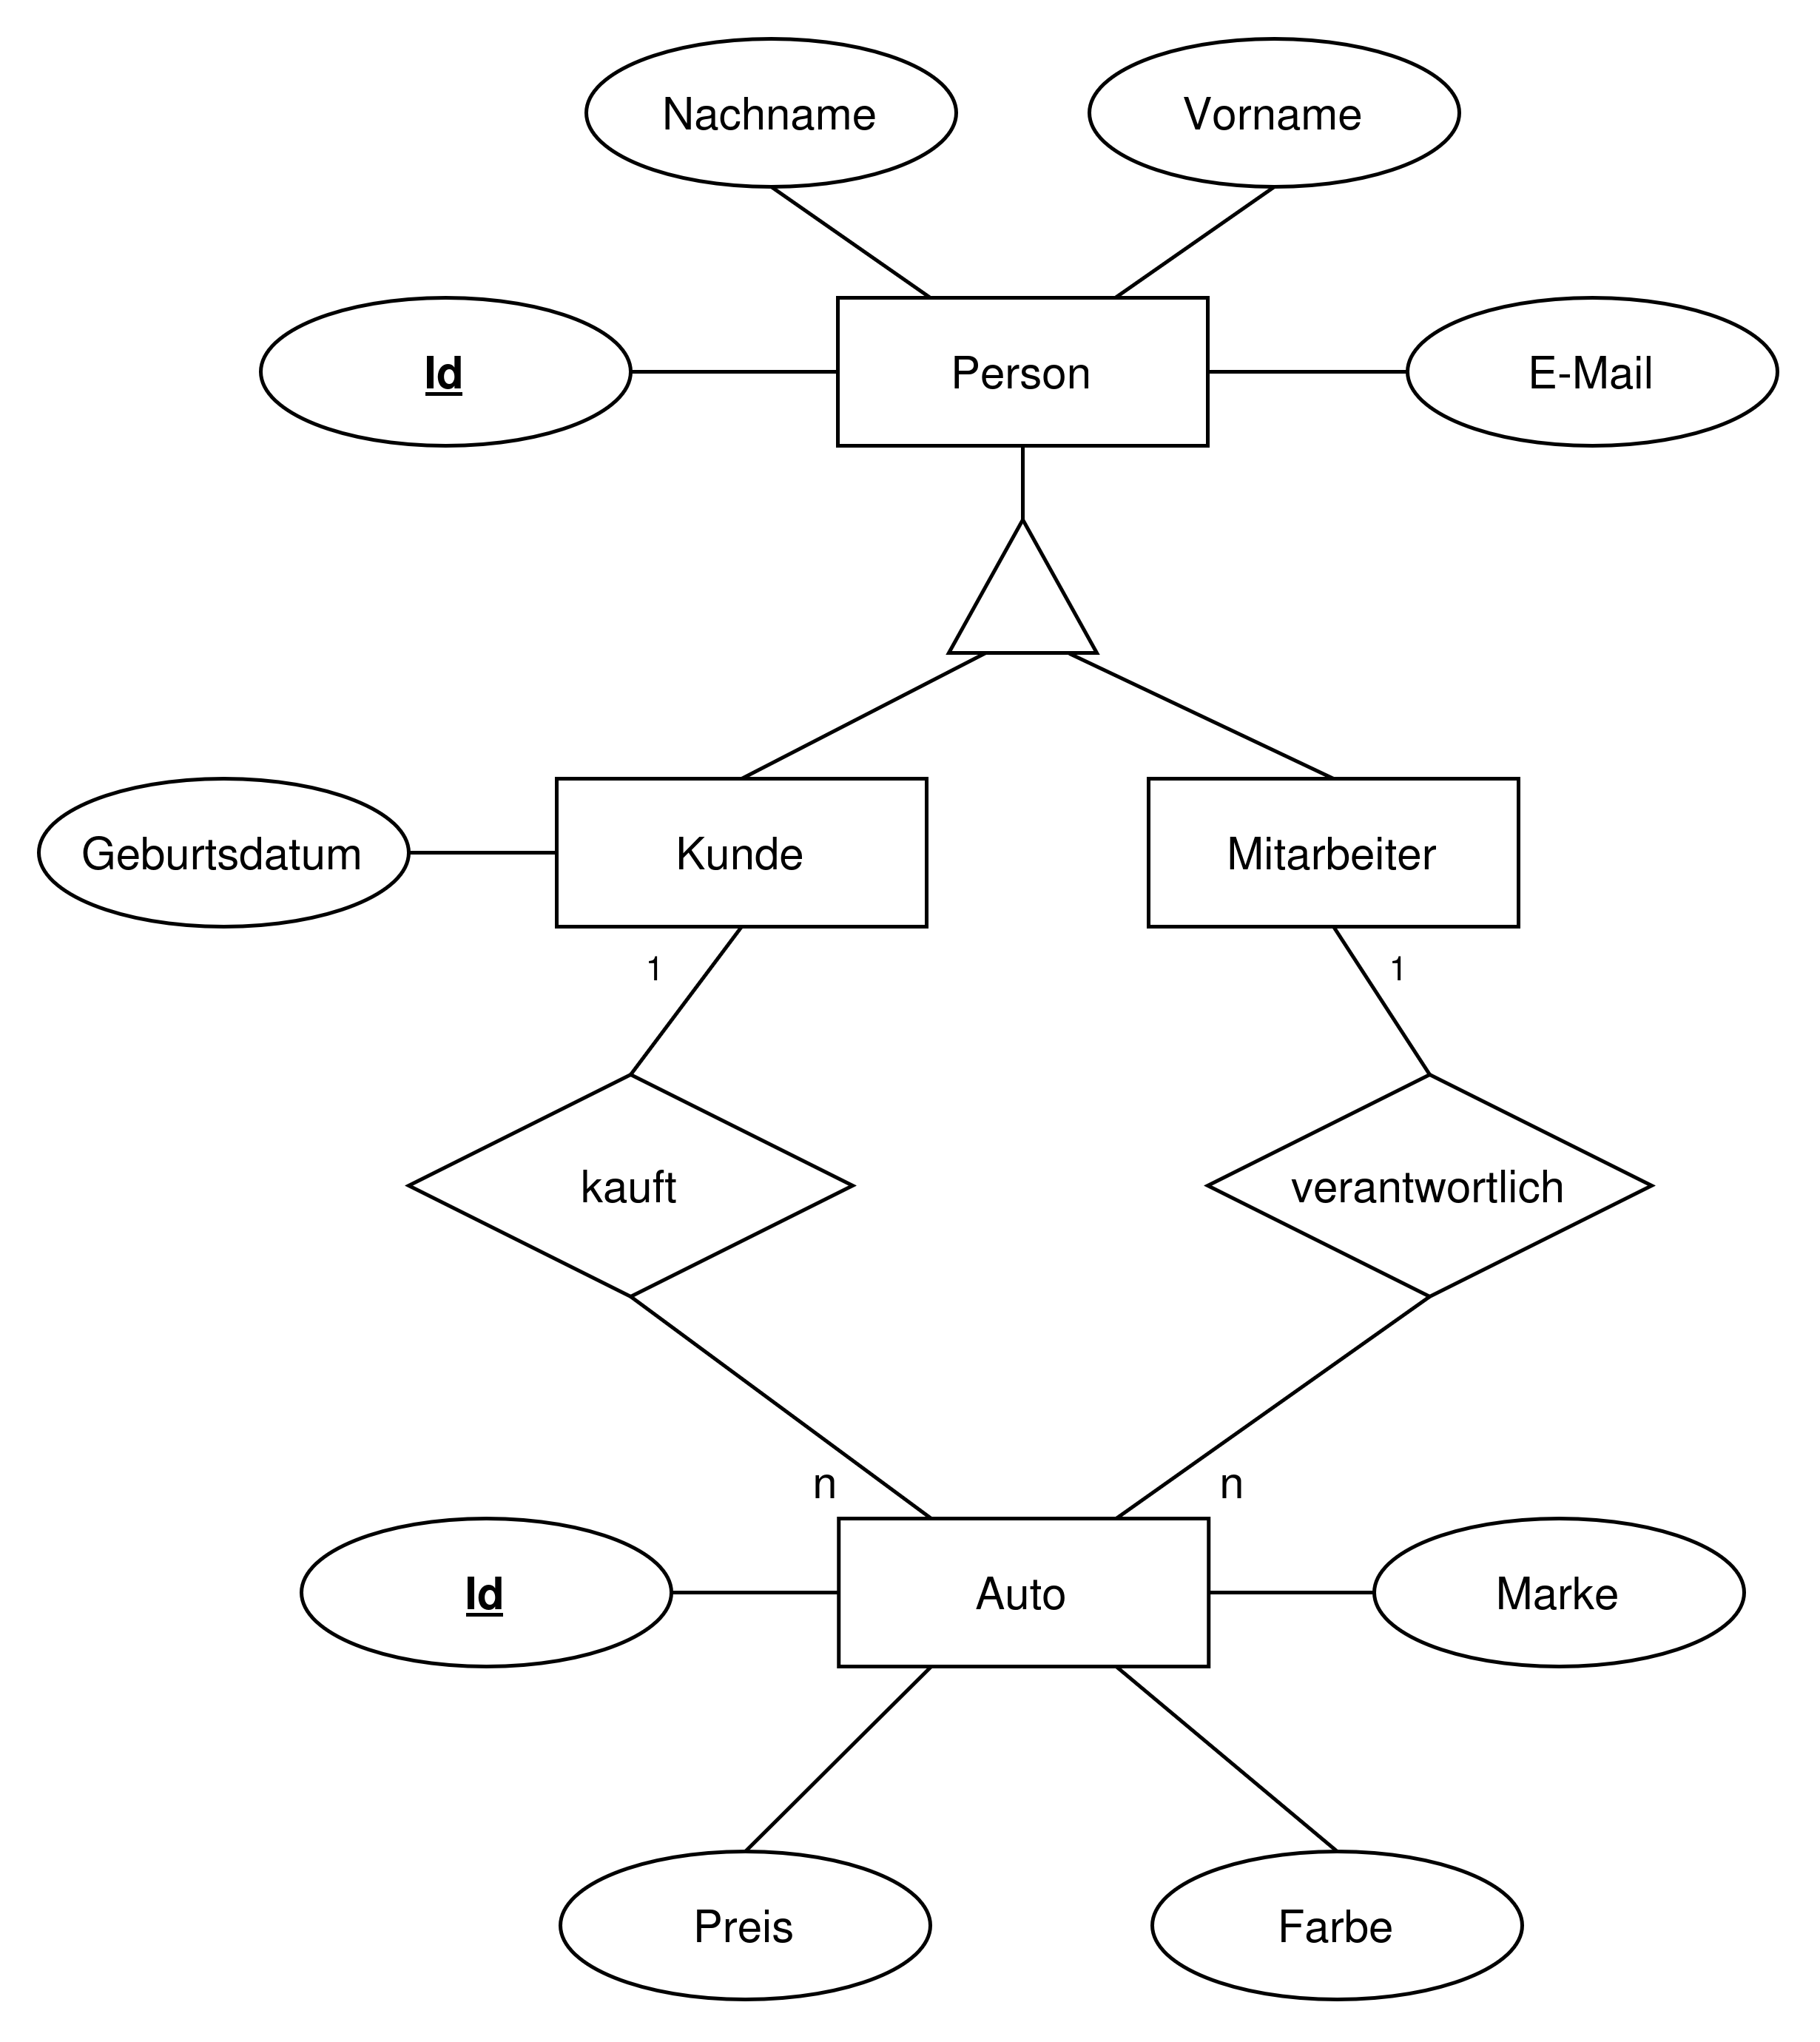 Nachname
Vorname
Id
Person
E-Mail
Geburtsdatum
Kunde
Mitarbeiter
1
1
kauft
verantwortlich
n
n
Id
Auto
Marke
Preis
Farbe